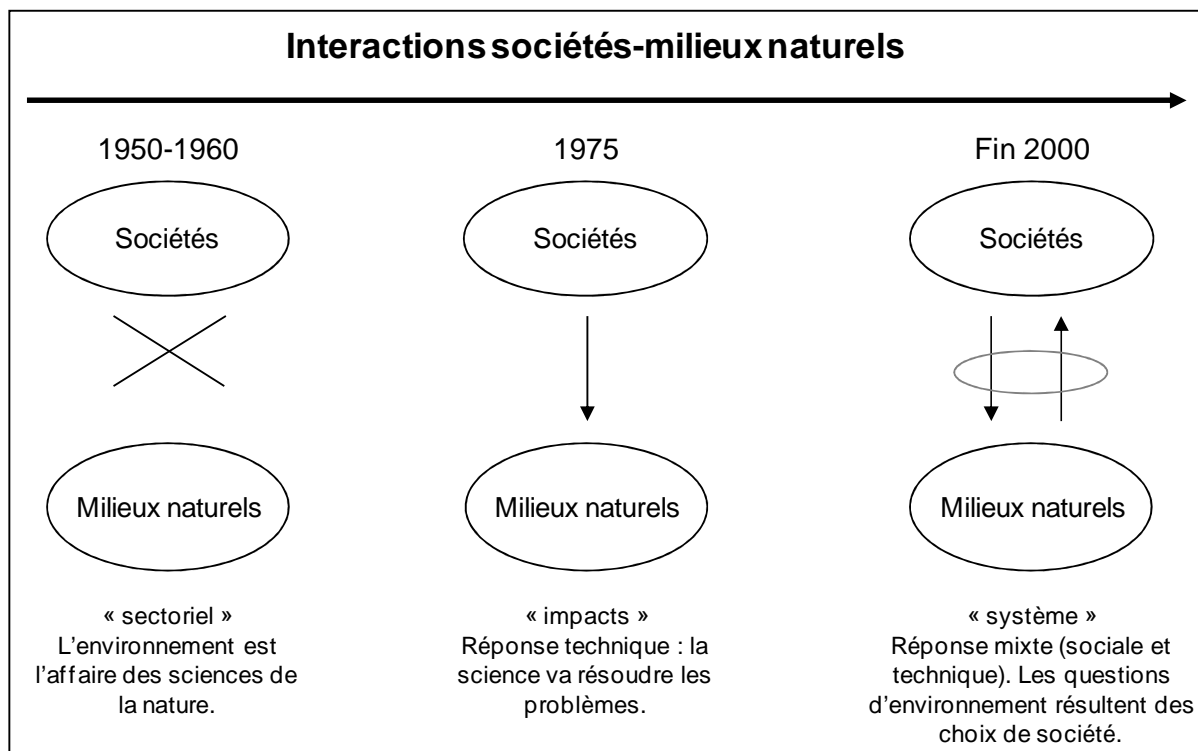 Interactions sociétés-milieux naturels
1950-1960
Sociétés
Milieux naturels
« sectoriel »
L'environnement est
l'affaire des sciences de
la nature.
1975
Sociétés
Milieux naturels
« impacts »
Réponse technique : la
science va résoudre les
problèmes.
Fin 2000
Sociétés
Milieux naturels
« système »
Réponse mixte (sociale et
technique). Les questions
d'environnement résultent des
choix de société.